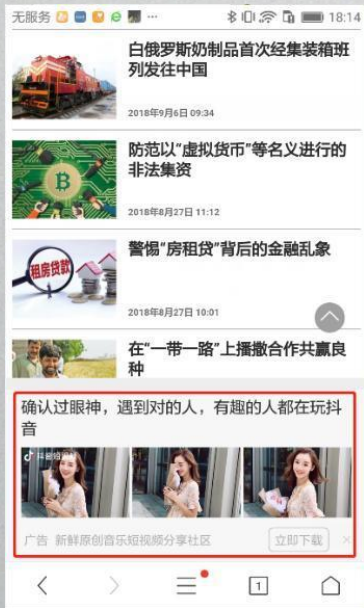 无服务 ... 18:14
白俄罗斯奶制品首次经集装箱班
列发往中国
2018年9月6日 09:34
防范以“虚拟货币”等名义进行的
非法集资
2018年8月27日 11:12
租房贷款
警惕“房租贷”背后的金融乱象
2018年8月27日 10:01
在“一带一路”上播撒合作共赢良
种
确认过眼神，遇到对的人，有趣的人都在玩抖
音
抖音短视频
广告 新鲜原创音乐短视频分享社区 立即下载
1